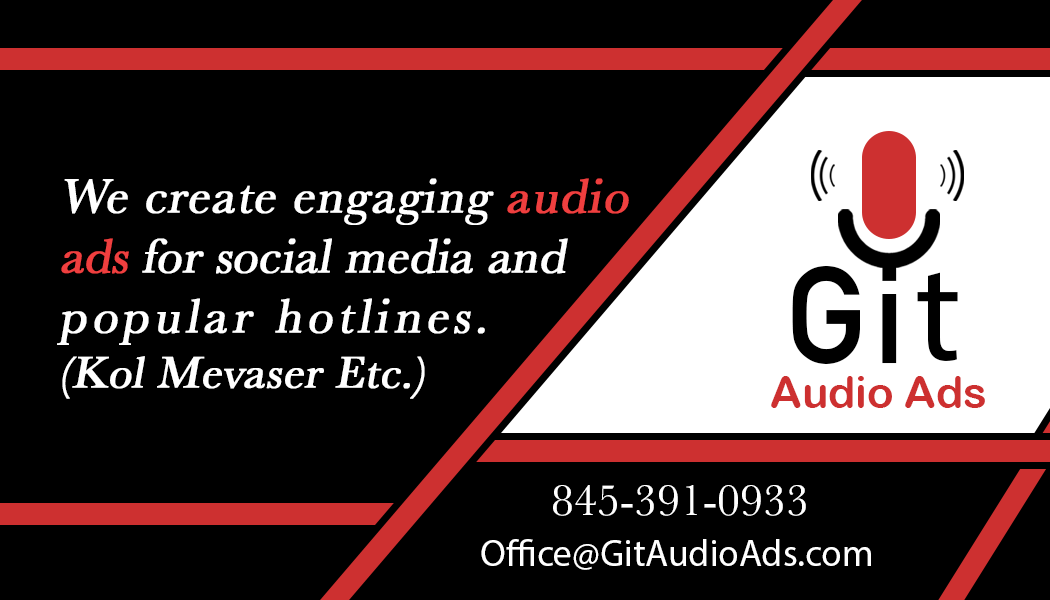 We create engaging audio
ads for social media and
popular hotlines.
(Kol Mevaser Etc.)
Git
Audio Ads
845-391-0933
Office@GitAudioAds.com